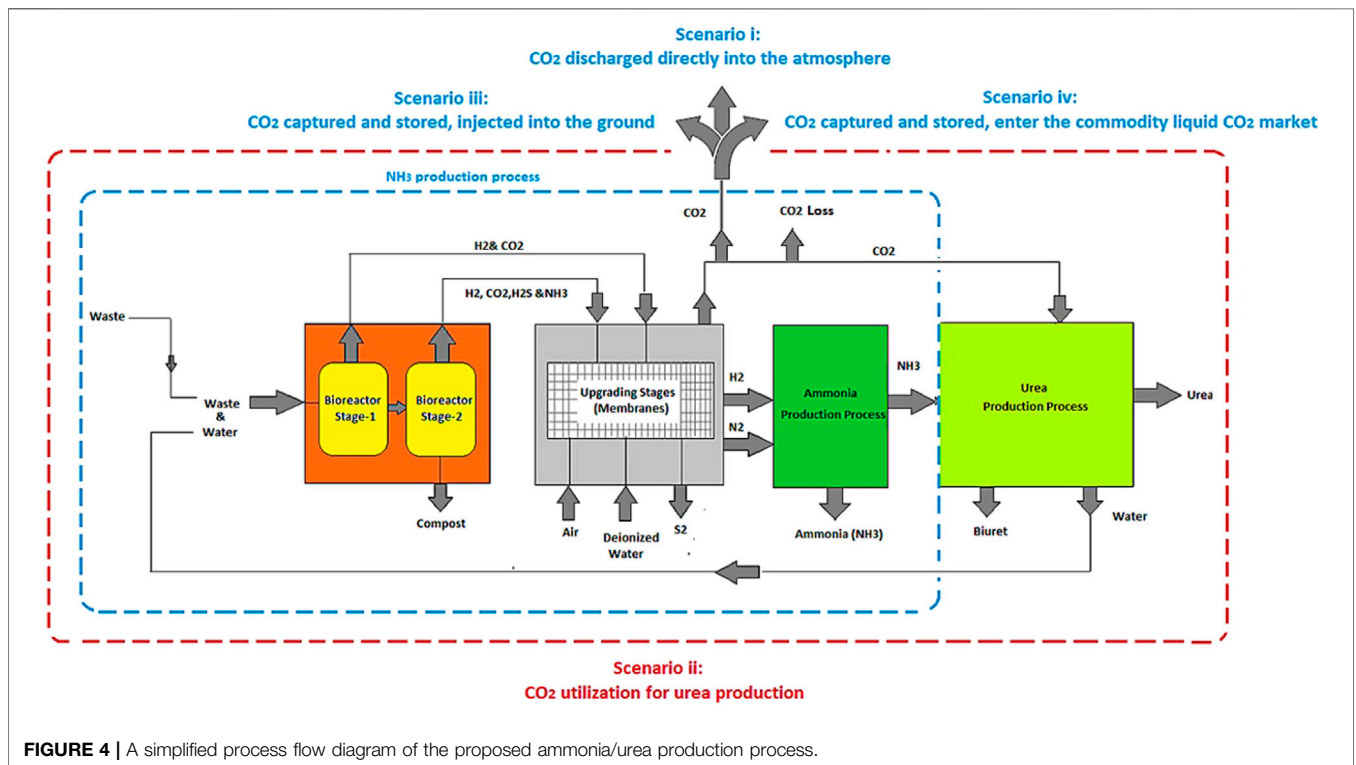 Scenario i:
CO2 discharged directly into the atmosphere
Scenario iii:
CO2 captured and stored, injected into the ground
Scenario iv:
CO2 captured and stored, enter the commodity liquid CO2 market
NH3 production process
CO2
CO2 Loss
CO2
H2& CO2
H2, CO2,H2S &NH3
Waste
Waste
&
Water
Bioreactor
Stage-1
Bioreactor
Stage-2
Upgrading Stages
(Membranes)
H2
N2
Ammonia
Production Process
NH3
Urea
Production Process
Urea
Compost
Air
Deionized
Water
S2
Ammonia (NH3)
Biuret
Water
Scenario ii:
CO2 utilization for urea production
FIGURE 4 | A simplified process flow diagram of the proposed ammonia/urea production process.